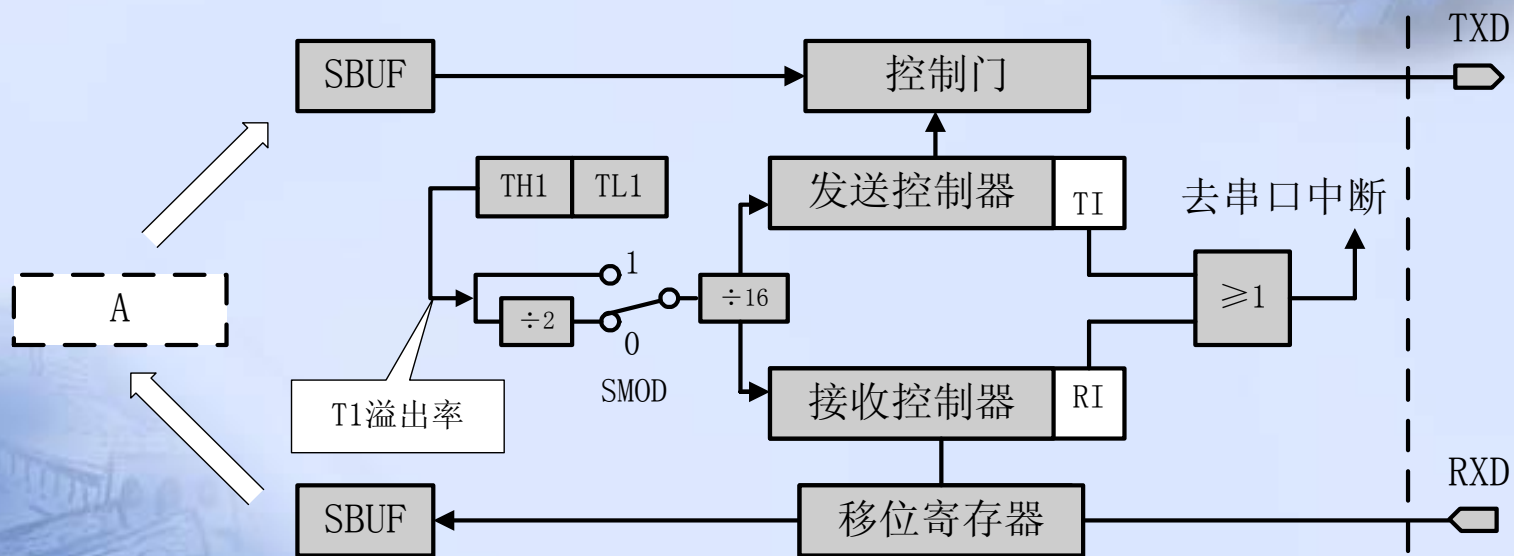 TXD
SBUF
控制门
TH1 TL1
发送控制器 TI
去串口中断
1
A
÷2
÷16
≥1
0
SMOD
T1溢出率
接收控制器 RI
RXD
SBUF
移位寄存器